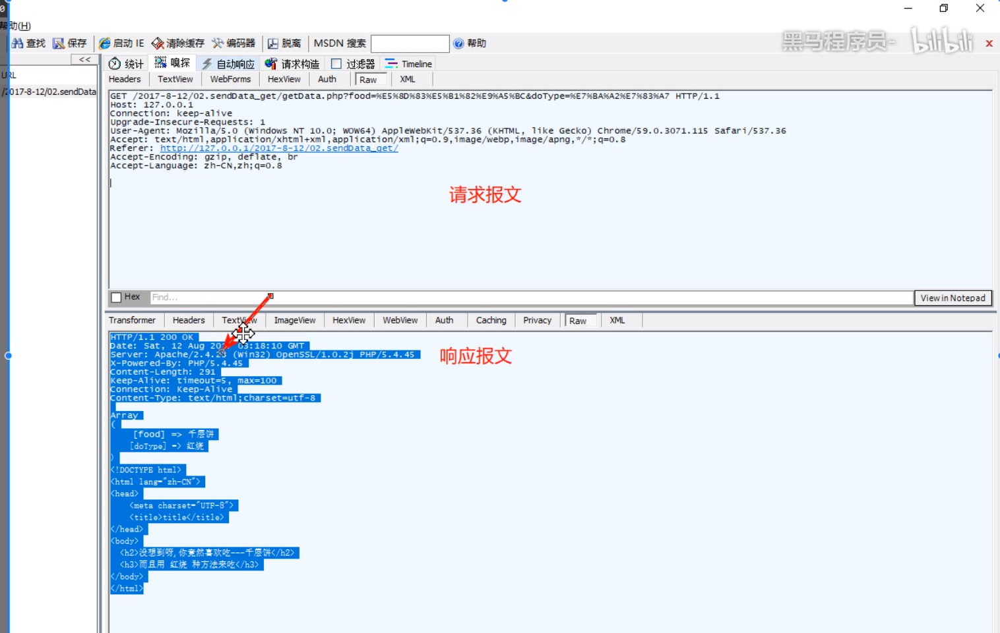 帮助(H)
查找 保存 启动 IE 清除缓存 编码器 脱离 MSDN 搜索 帮助
黑马程序员- bilibili
<<
统计 嗅探 自动响应 请求构造 过滤器 Timeline
URL
Headers TextView WebForms HexView Auth Raw XML
/2017-8-12/02.sendData
GET /2017-8-12/02.sendData_get/getData.php?food=%E5%8D%83%E5%B1%82%E9%A5%BC&doType=%E7%BA%A2%E7%83%A7 HTTP/1.1
Host: 127.0.0.1
Connection: keep-alive
Upgrade-Insecure-Requests: 1
User-Agent: Mozilla/5.0 (Windows NT 10.0; WOW64) AppleWebKit/537.36 (KHTML, like Gecko) Chrome/59.0.3071.115 Safari/537.36
Accept: text/html,application/xhtml+xml,application/xml;q=0.9,image/webp,image/apng,*/*;q=0.8
Referer: http://127.0.0.1/2017-8-12/02.sendData_get/
Accept-Encoding: gzip, deflate, br
Accept-Language: zh-CN,zh;q=0.8
请求报文
Hex Find... View in Notepad
Transformer Headers TextView ImageView HexView WebView Auth Caching Privacy Raw XML
HTTP/1.1 200 OK
Date: Sat, 12 Aug 03:18:10 GMT
Server: Apache/2.4.23 (Win32) OpenSSL/1.0.2j PHP/5.4.45
响应报文
X-Powered-By: PHP/5.4.45
Content-Length: 291
Keep-Alive: timeout=5, max=100
Connection: Keep-Alive
Content-Type: text/html;charset=utf-8
Array
(
[food] => 千层饼
[doType] => 红烧
)
<!DOCTYPE html>
<html lang="zh-CN">
<head>
<meta charset="UTF-8">
<title>title</title>
</head>
<body>
<h2>没想到呀,你竟然喜欢吃---千层饼</h2>
<h3>而且用 红烧 种方法来吃</h3>
</body>
</html>